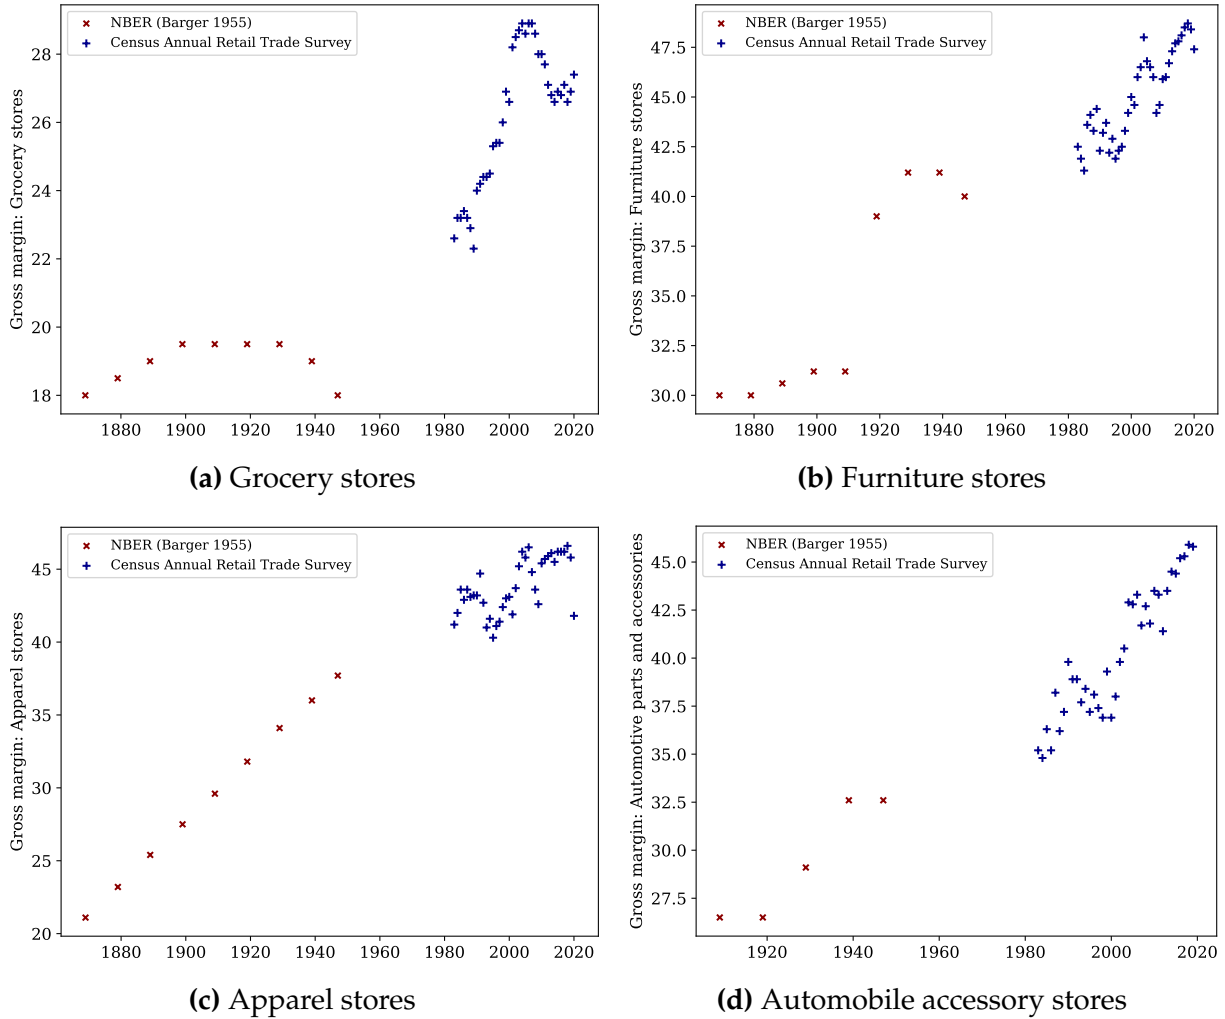 NBER (Barger 1955)
Census Annual Retail Trade Survey
Gross margin: Grocery stores
28
26
24
22
20
18
1880 1900 1920 1940 1960 1980 2000 2020
(a) Grocery stores
NBER (Barger 1955)
Census Annual Retail Trade Survey
Gross margin: Furniture stores
47.5
45.0
42.5
40.0
37.5
35.0
32.5
30.0
1880 1900 1920 1940 1960 1980 2000 2020
(b) Furniture stores
NBER (Barger 1955)
Census Annual Retail Trade Survey
Gross margin: Apparel stores
45
40
35
30
25
20
1880 1900 1920 1940 1960 1980 2000 2020
(c) Apparel stores
NBER (Barger 1955)
Census Annual Retail Trade Survey
Gross margin: Automotive parts and accessories
45.0
42.5
40.0
37.5
35.0
32.5
30.0
27.5
1920 1940 1960 1980 2000 2020
(d) Automobile accessory stores